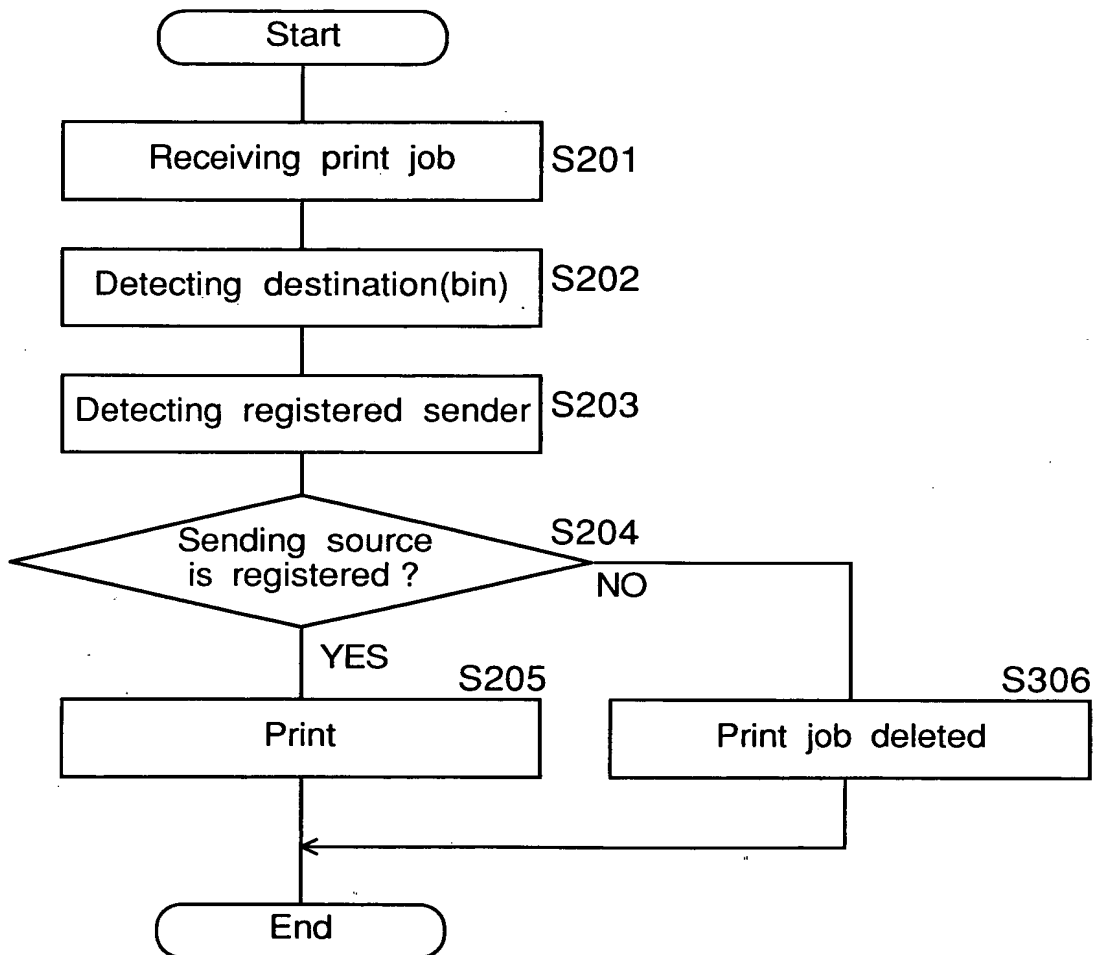 Start
Receiving print job
S201
Detecting destination(bin)
S202
Detecting registered sender
S203
Sending source
is registered ?
S204
NO
YES
S205
Print
S306
Print job deleted
End